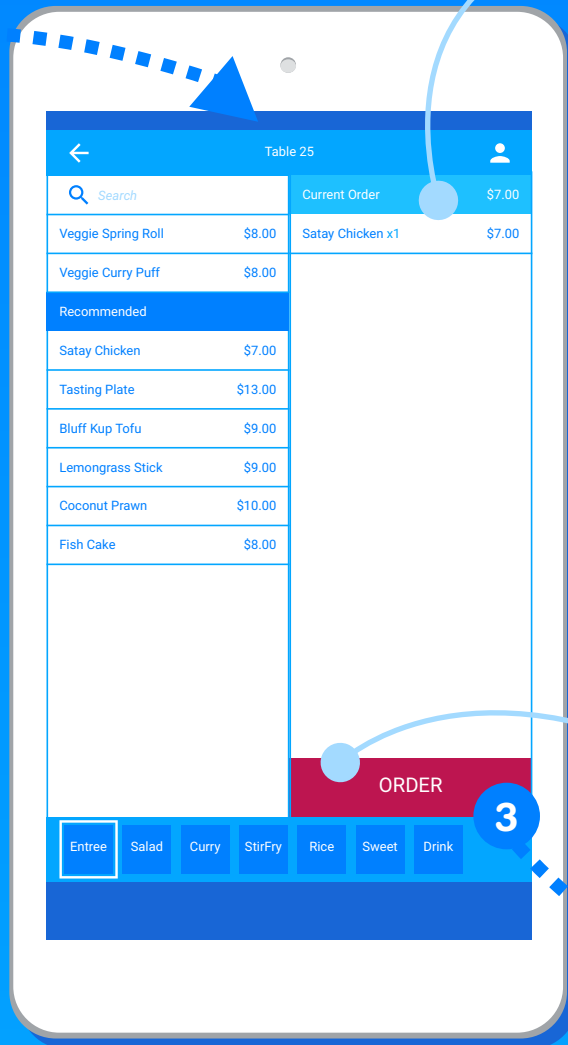 Table 25
Search
Veggie Spring Roll $8.00
Veggie Curry Puff $8.00
Recommended
Satay Chicken $7.00
Tasting Plate $13.00
Bluff Kup Tofu $9.00
Lemongrass Stick $9.00
Coconut Prawn $10.00
Fish Cake $8.00
Current Order $7.00
Satay Chicken x1 $7.00
ORDER
3
Entree Salad Curry StirFry Rice Sweet Drink